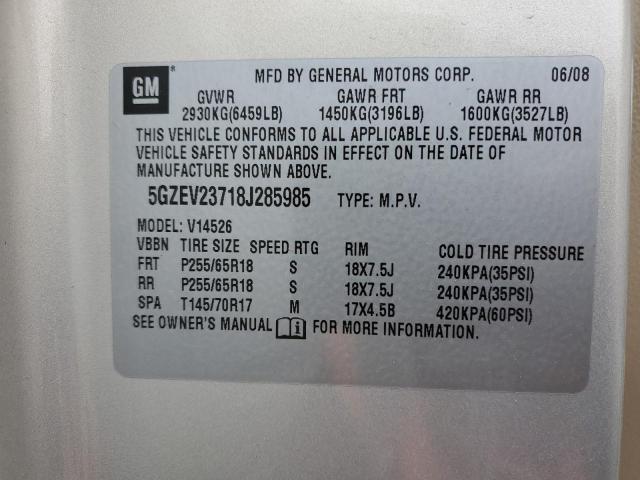 GM MFD BY GENERAL MOTORS CORP. 06/08
GVWR GAWR FRT GAWR RR
2930KG(6459LB) 1450KG(3196LB) 1600KG(3527LB)
THIS VEHICLE CONFORMS TO ALL APPLICABLE U.S. FEDERAL MOTOR
VEHICLE SAFETY STANDARDS IN EFFECT ON THE DATE OF
MANUFACTURE SHOWN ABOVE.
5GZEV23718J285985 TYPE: M.P.V.
MODEL: V14526
VBBN TIRE SIZE SPEED RTG RIM COLD TIRE PRESSURE
FRT P255/65R18 S 18X7.5J 240KPA(35PSI)
RR P255/65R18 S 18X7.5J 240KPA(35PSI)
SPA T145/70R17 M 17X4.5B 420KPA(60PSI)
SEE OWNER'S MANUAL FOR MORE INFORMATION.